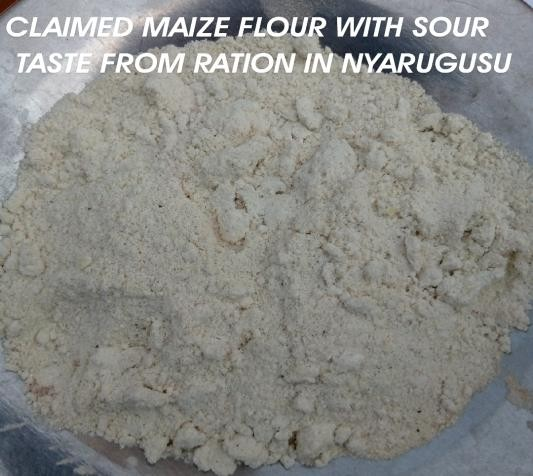 CLAIMED MAIZE FLOUR WITH SOUR
TASTE FROM RATION IN NYARUGUSU